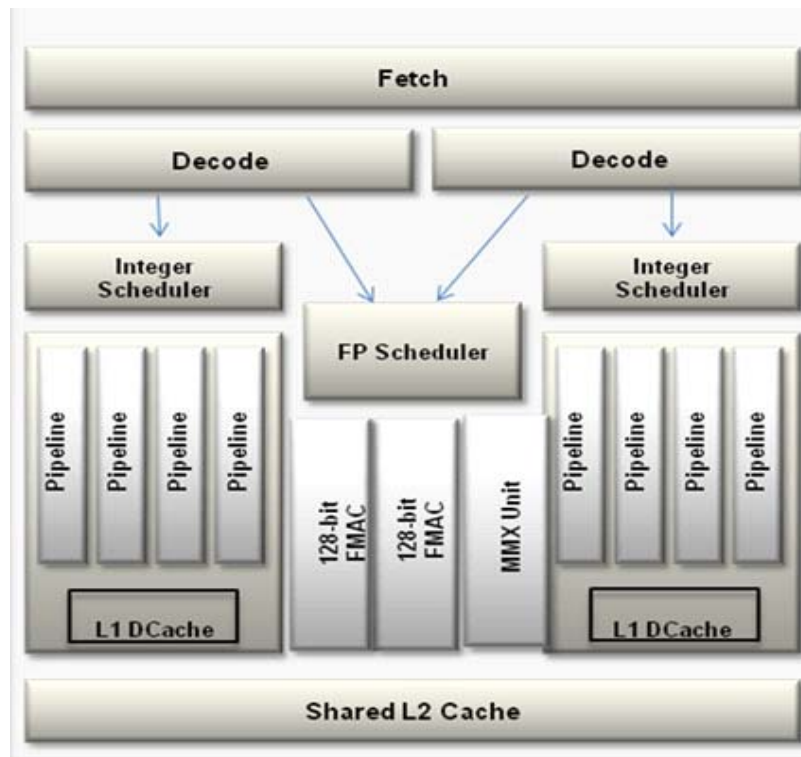 Fetch
Decode
Decode
Integer
Scheduler
Integer
Scheduler
FP Scheduler
Pipeline
Pipeline
Pipeline
Pipeline
128-bit
FMAC
128-bit
FMAC
MMX Unit
Pipeline
Pipeline
Pipeline
Pipeline
L1 DCache
L1 DCache
Shared L2 Cache